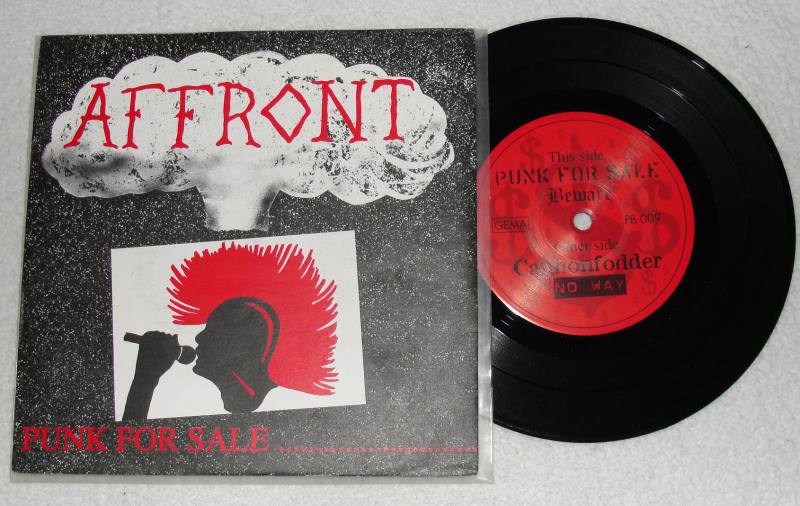 AFFRONT
PUNK FOR SALE ........................
This side
PUNK FOR SALE
Beware
GEMA
PB 009
Other side
Cannonfodder
NO WAY